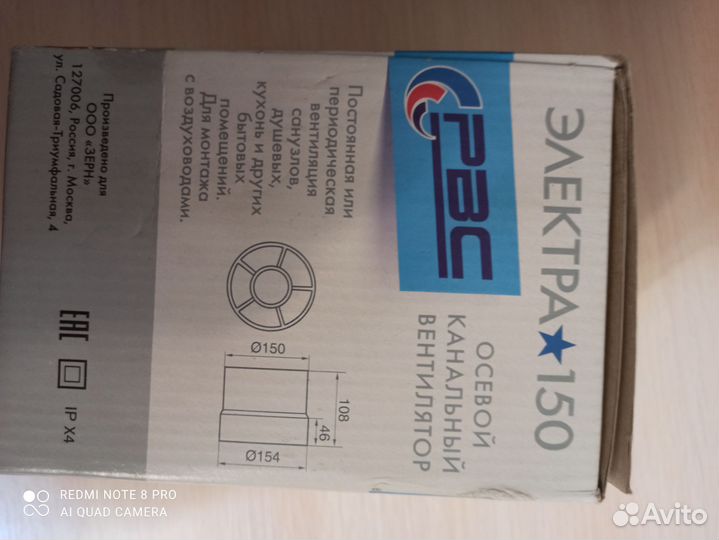 ЭЛЕКТРА★150
РВС
ОСЕВОЙ
КАНАЛЬНЫЙ
ВЕНТИЛЯТОР
Постоянная или
периодическая
вентиляция
санузлов,
душевых,
кухонь и других
бытовых
помещений.
Для монтажа
с воздуховодами.
Ø150
108
46
Ø154
Произведено для
ООО «ЗЕРН»
127006, Россия, г. Москва,
ул. Садовая-Триумфальная, 4
EAC
IP X4
REDMI NOTE 8 PRO
AI QUAD CAMERA
Avito